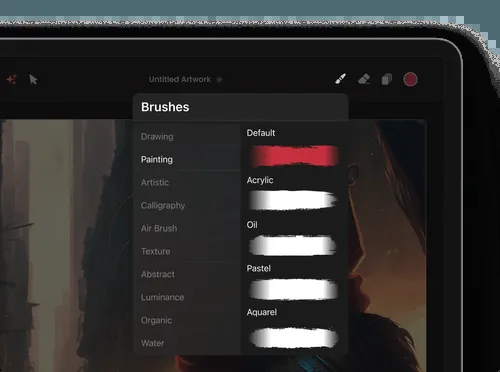 Untitled Artwork
Brushes
Drawing
Painting
Artistic
Calligraphy
Air Brush
Texture
Abstract
Luminance
Organic
Water
Default
Acrylic
Oil
Pastel
Aquarel